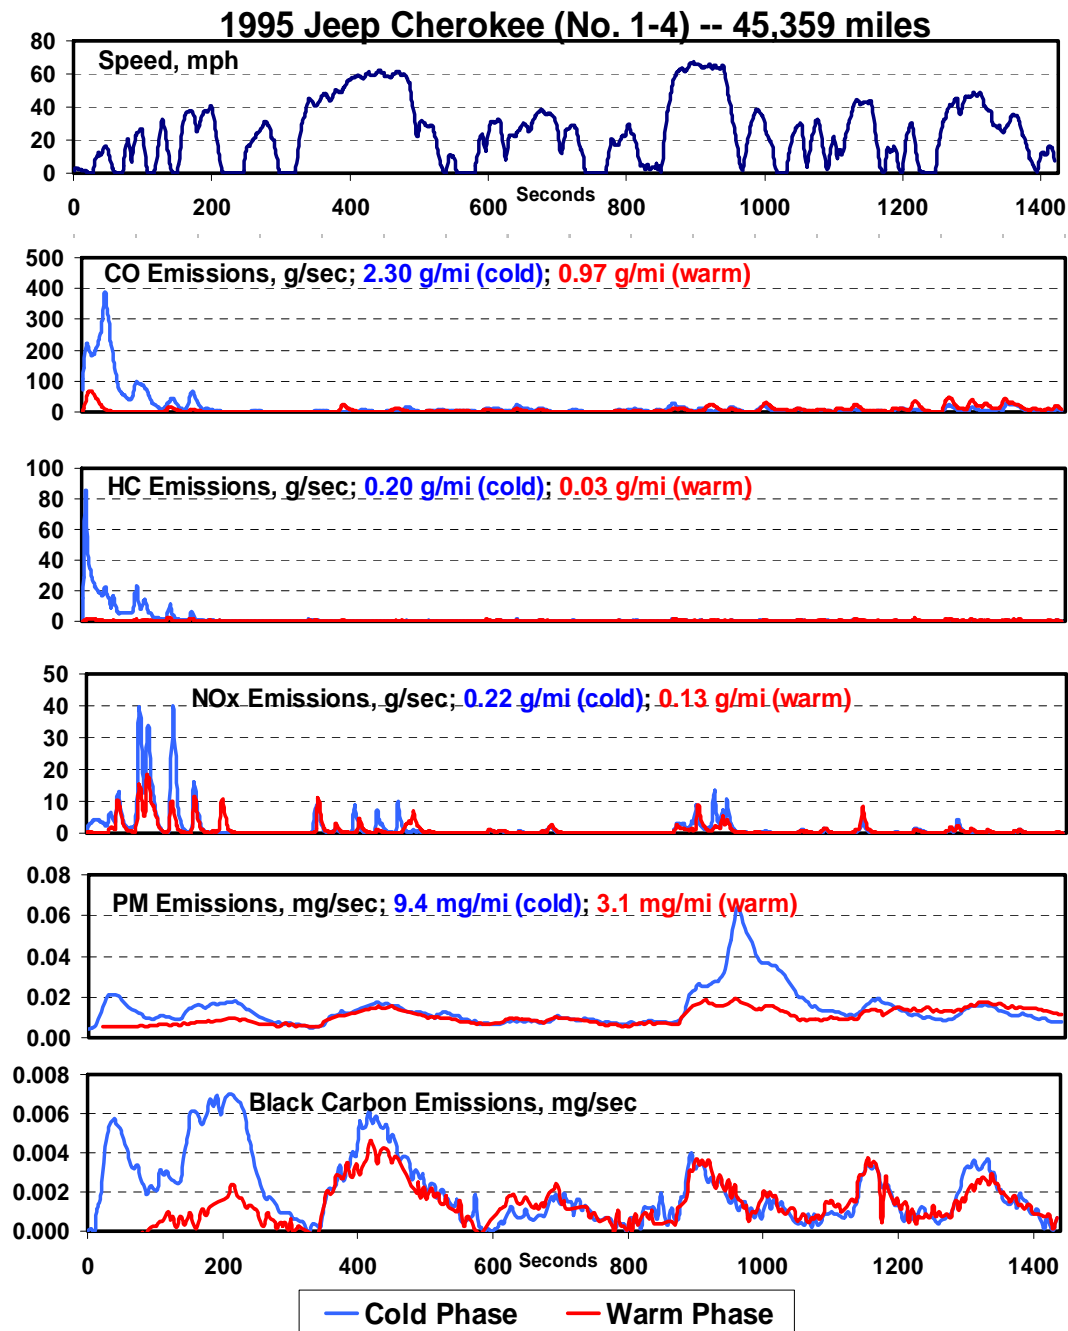 1995 Jeep Cherokee (No. 1-4) -- 45,359 miles
80
Speed, mph
60
40
20
0
Seconds
0 200 400 600 800 1000 1200 1400
500
CO Emissions, g/sec; 2.30 g/mi (cold); 0.97 g/mi (warm)
400
300
200
100
0
100
HC Emissions, g/sec; 0.20 g/mi (cold); 0.03 g/mi (warm)
80
60
40
20
0
50
NOx Emissions, g/sec; 0.22 g/mi (cold); 0.13 g/mi (warm)
40
30
20
10
0
0.08
PM Emissions, mg/sec; 9.4 mg/mi (cold); 3.1 mg/mi (warm)
0.06
0.04
0.02
0.00
0.008
Black Carbon Emissions, mg/sec
0.006
0.004
0.002
0.000
Seconds
0 200 400 600 800 1000 1200 1400
Cold Phase Warm Phase